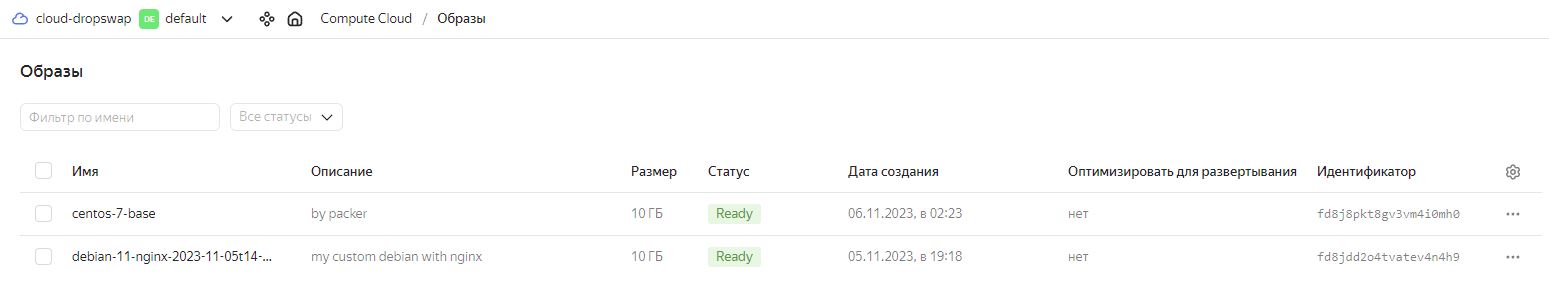 cloud-dropswap DE default Compute Cloud / Образы
Образы
Фильтр по имени Все статусы
Имя Описание Размер Статус Дата создания Оптимизировать для развертывания Идентификатор
centos-7-base by packer 10 ГБ Ready 06.11.2023, в 02:23 нет fd8j8pkt8gv3vm4i0mh0
debian-11-nginx-2023-11-05t14-... my custom debian with nginx 10 ГБ Ready 05.11.2023, в 19:18 нет fd8jdd2o4tvatev4n4h9